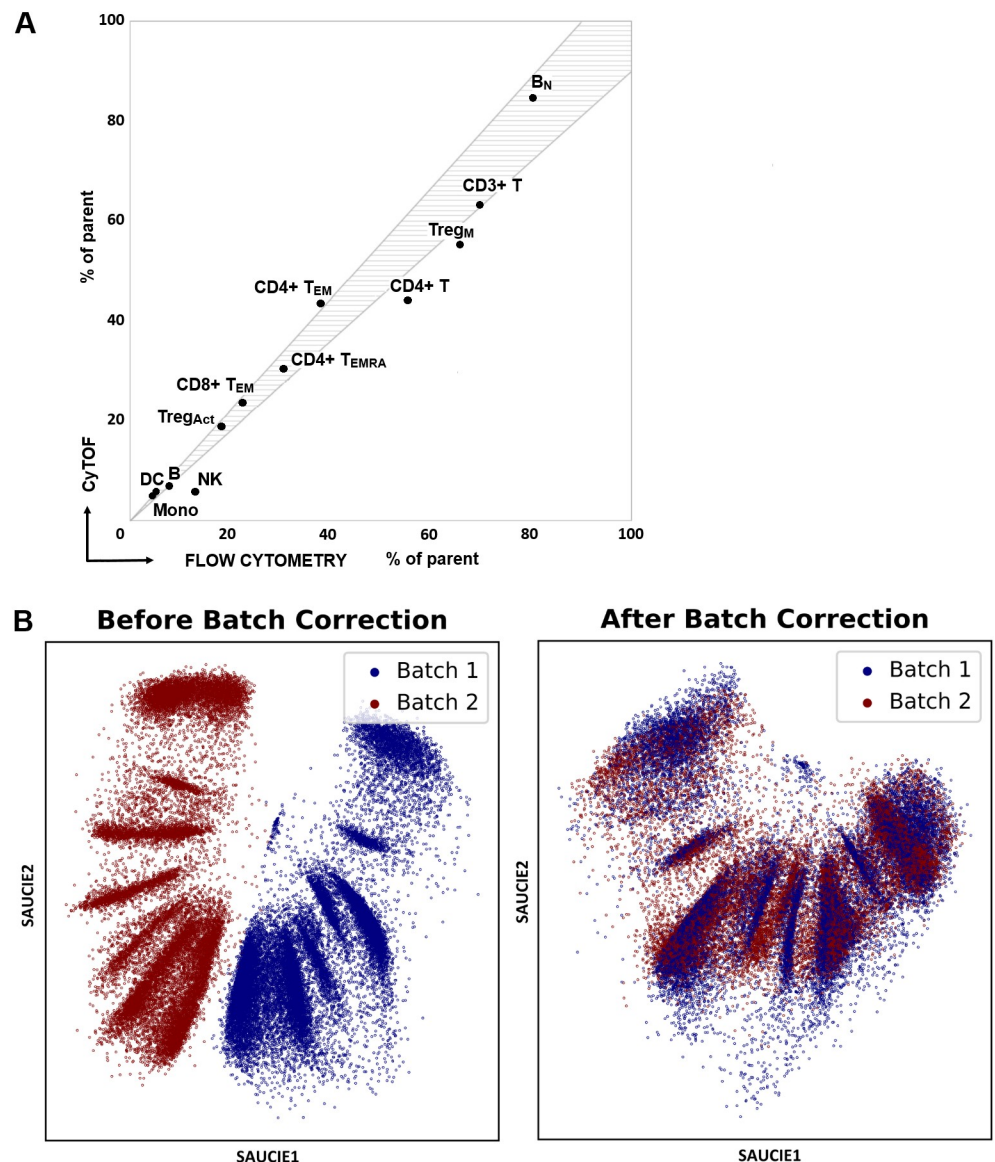 A
100
80
60
40
20
0
20
40
60
80
100
% of parent
CyTOF
FLOW CYTOMETRY
% of parent
BN
CD3+ T
TregM
CD4+ TEM
CD4+ T
CD4+ TEMRA
CD8+ TEM
TregAct
DC
B
NK
Mono
B
Before Batch Correction
Batch 1
Batch 2
SAUCIE2
SAUCIE1
After Batch Correction
Batch 1
Batch 2
SAUCIE2
SAUCIE1